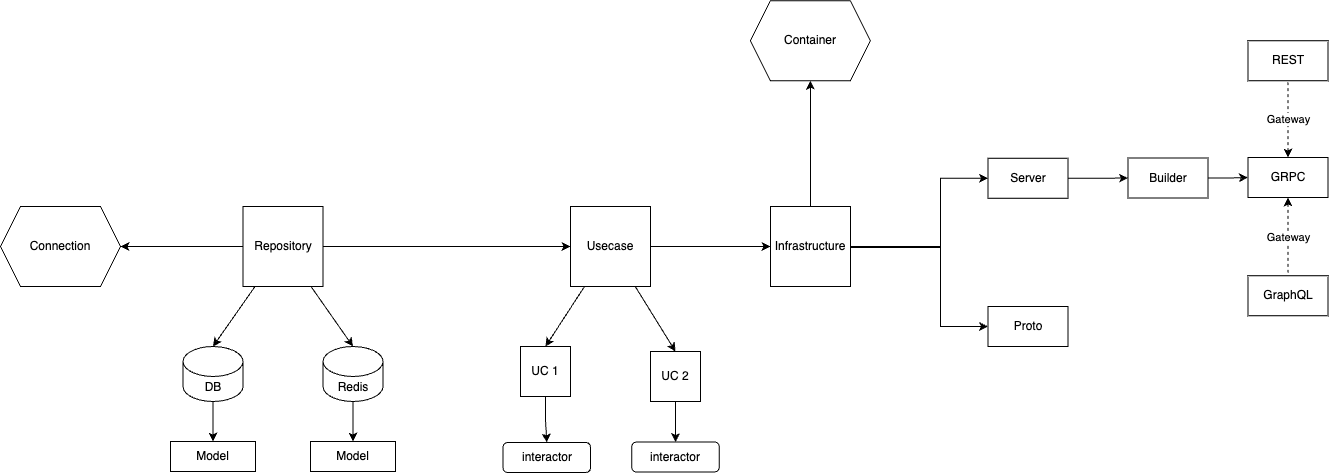 Container
REST
Gateway
Server
Builder
GRPC
Connection
Repository
Usecase
Infrastructure
Gateway
GraphQL
Proto
DB
Redis
UC 1
UC 2
Model
Model
interactor
interactor